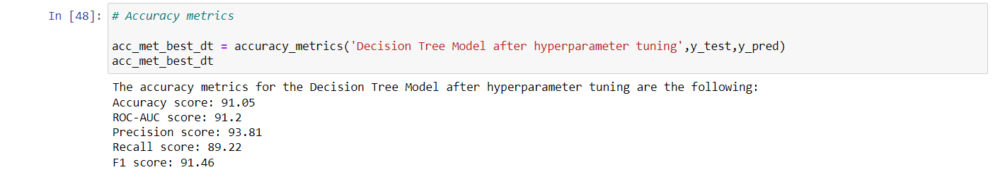 In [48]: # Accuracy metrics
acc_met_best_dt = accuracy_metrics('Decision Tree Model after hyperparameter tuning',y_test,y_pred)
acc_met_best_dt
The accuracy metrics for the Decision Tree Model after hyperparameter tuning are the following:
Accuracy score: 91.05
ROC-AUC score: 91.2
Precision score: 93.81
Recall score: 89.22
F1 score: 91.46